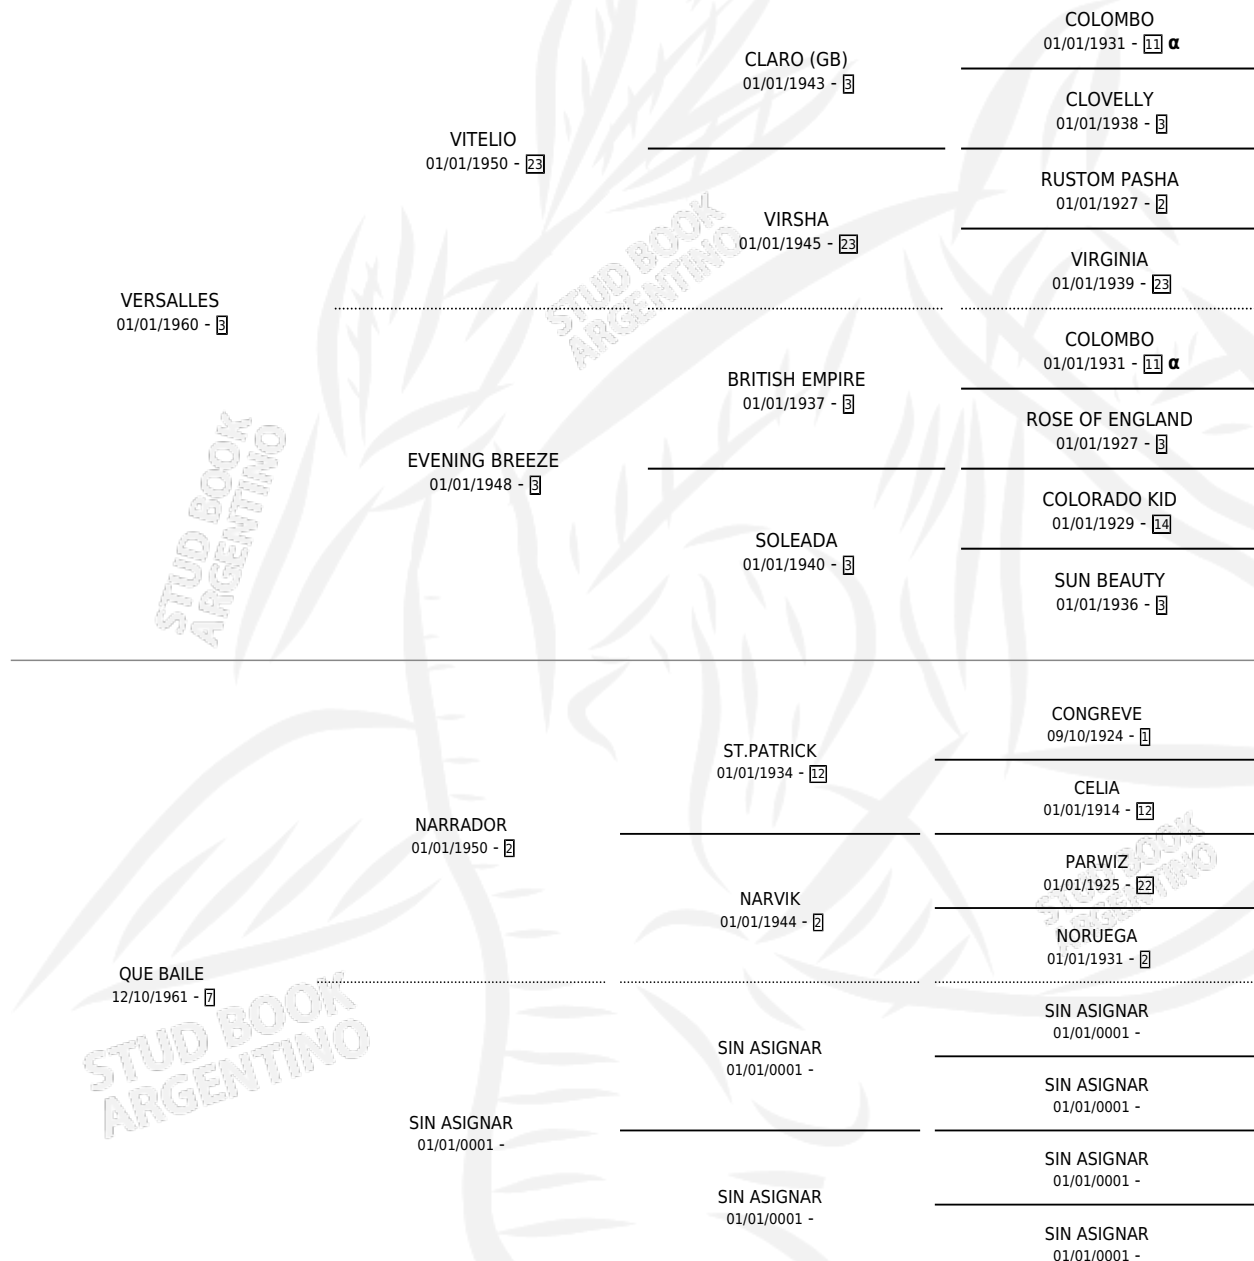 COLOMBO
01/01/1931 - 11 α
CLARO (GB)
01/01/1943 - 3
CLOVELLY
01/01/1938 - 3
VITELIO
01/01/1950 - 23
RUSTOM PASHA
01/01/1927 - 2
VIRSHA
01/01/1945 - 23
VIRGINIA
01/01/1939 - 23
VERSALLES
01/01/1960 - 3
COLOMBO
01/01/1931 - 11 α
BRITISH EMPIRE
01/01/1937 - 3
ROSE OF ENGLAND
01/01/1927 - 3
EVENING BREEZE
01/01/1948 - 3
COLORADO KID
01/01/1929 - 14
SOLEADA
01/01/1940 - 3
SUN BEAUTY
01/01/1936 - 3
CONGREVE
09/10/1924 - 1
ST.PATRICK
01/01/1934 - 12
CELIA
01/01/1914 - 12
NARRADOR
01/01/1950 - 2
PARWIZ
01/01/1925 - 22
NARVIK
01/01/1944 - 2
NORUEGA
01/01/1931 - 2
QUE BAILE
12/10/1961 - 7
SIN ASIGNAR
01/01/0001 -
SIN ASIGNAR
01/01/0001 -
SIN ASIGNAR
01/01/0001 -
SIN ASIGNAR
01/01/0001 -
SIN ASIGNAR
01/01/0001 -
SIN ASIGNAR
01/01/0001 -
SIN ASIGNAR
01/01/0001 -
STUD BOOK
ARGENTINO
STUD BOOK
ARGENTINO
STUD BOOK
ARGENTINO
STUD BOOK
ARGENTINO